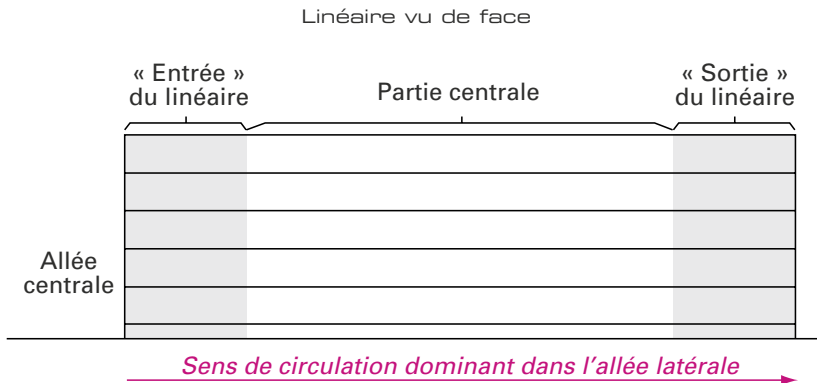 Linéaire vu de face
« Entrée »
du linéaire
Partie centrale
« Sortie »
du linéaire
Allée
centrale
Sens de circulation dominant dans l’allée latérale